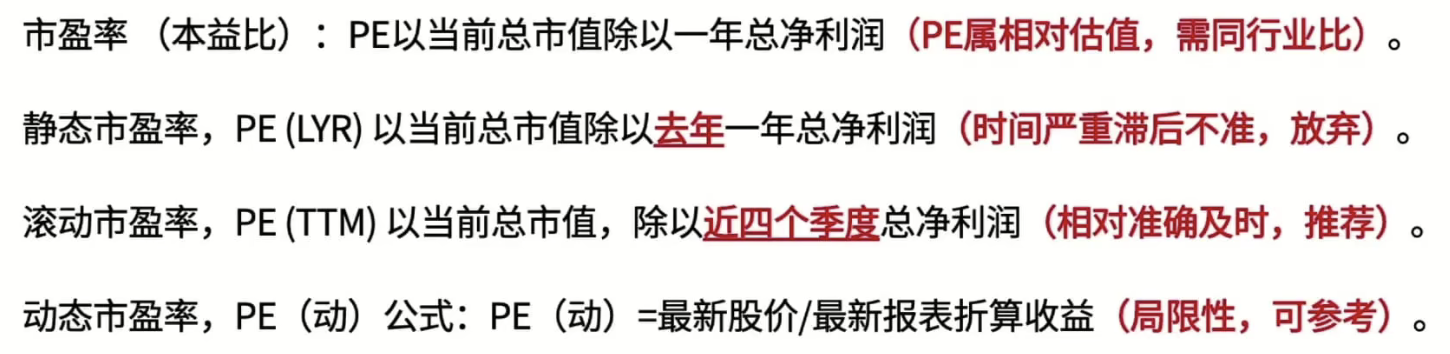 市盈率 （本益比）：PE以当前总市值除以一年总净利润（PE属相对估值，需同行业比）。
静态市盈率，PE (LYR) 以当前总市值除以去年一年总净利润（时间严重滞后不准，放弃）。
滚动市盈率，PE (TTM) 以当前总市值，除以近四个季度总净利润（相对准确及时，推荐）。
动态市盈率，PE（动）公式：PE（动）=最新股价/最新报表折算收益（局限性，可参考）。